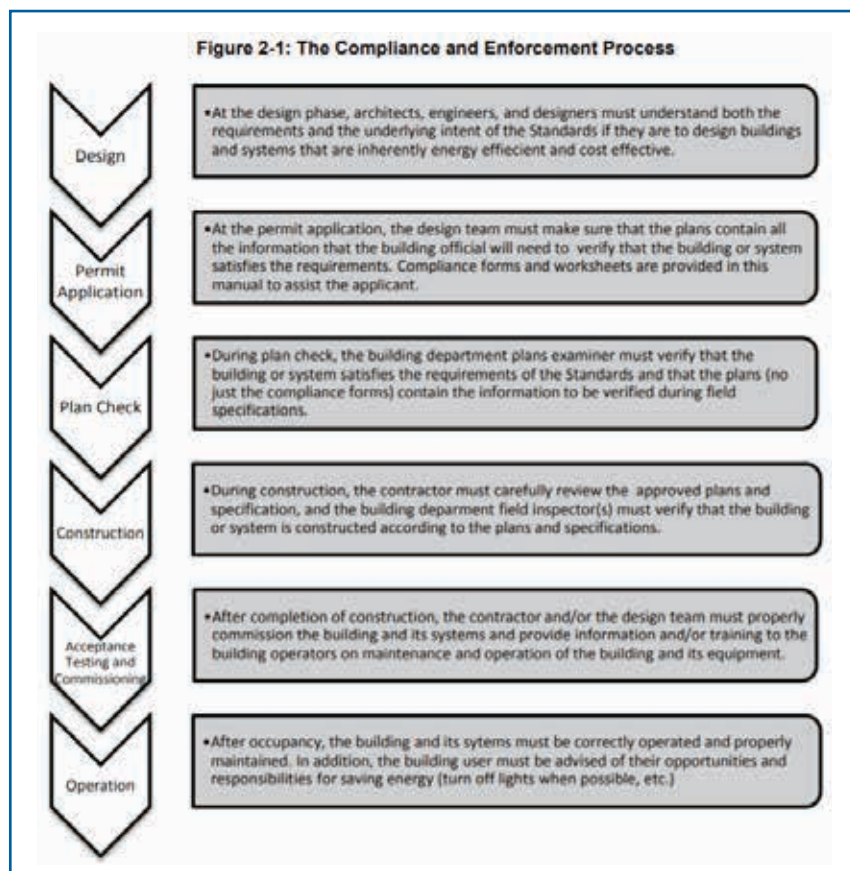 Figure 2-1: The Compliance and Enforcement Process
Design
•At the design phase, architects, engineers, and designers must understand both the
requirements and the underlying intent of the Standards if they are to design buildings
and systems that are inherently energy effiecient and cost effective.
Permit
Application
•At the permit application, the design team must make sure that the plans contain all
the information that the building official will need to verify that the building or system
satisfies the requirements. Compliance forms and worksheets are provided in this
manual to assist the applicant.
Plan Check
•During plan check, the building department plans examiner must verify that the
building or system satisfies the requirements of the Standards and that the plans (no
just the compliance forms) contain the information to be verified during field
specifications.
Construction
•During construction, the contractor must carefully review the approved plans and
specification, and the building deparment field inspector(s) must verify that the building
or system is constructed according to the plans and specifications.
Acceptance
Testing and
Commissioning
•After completion of construction, the contractor and/or the design team must properly
commission the building and its systems and provide information and/or training to the
building operators on maintenance and operation of the building and its equipment.
Operation
•After occupancy, the building and its sytems must be correctly operated and properly
maintained. In addition, the building user must be advised of their opportunities and
responsibilities for saving energy (turn off lights when possible, etc.)